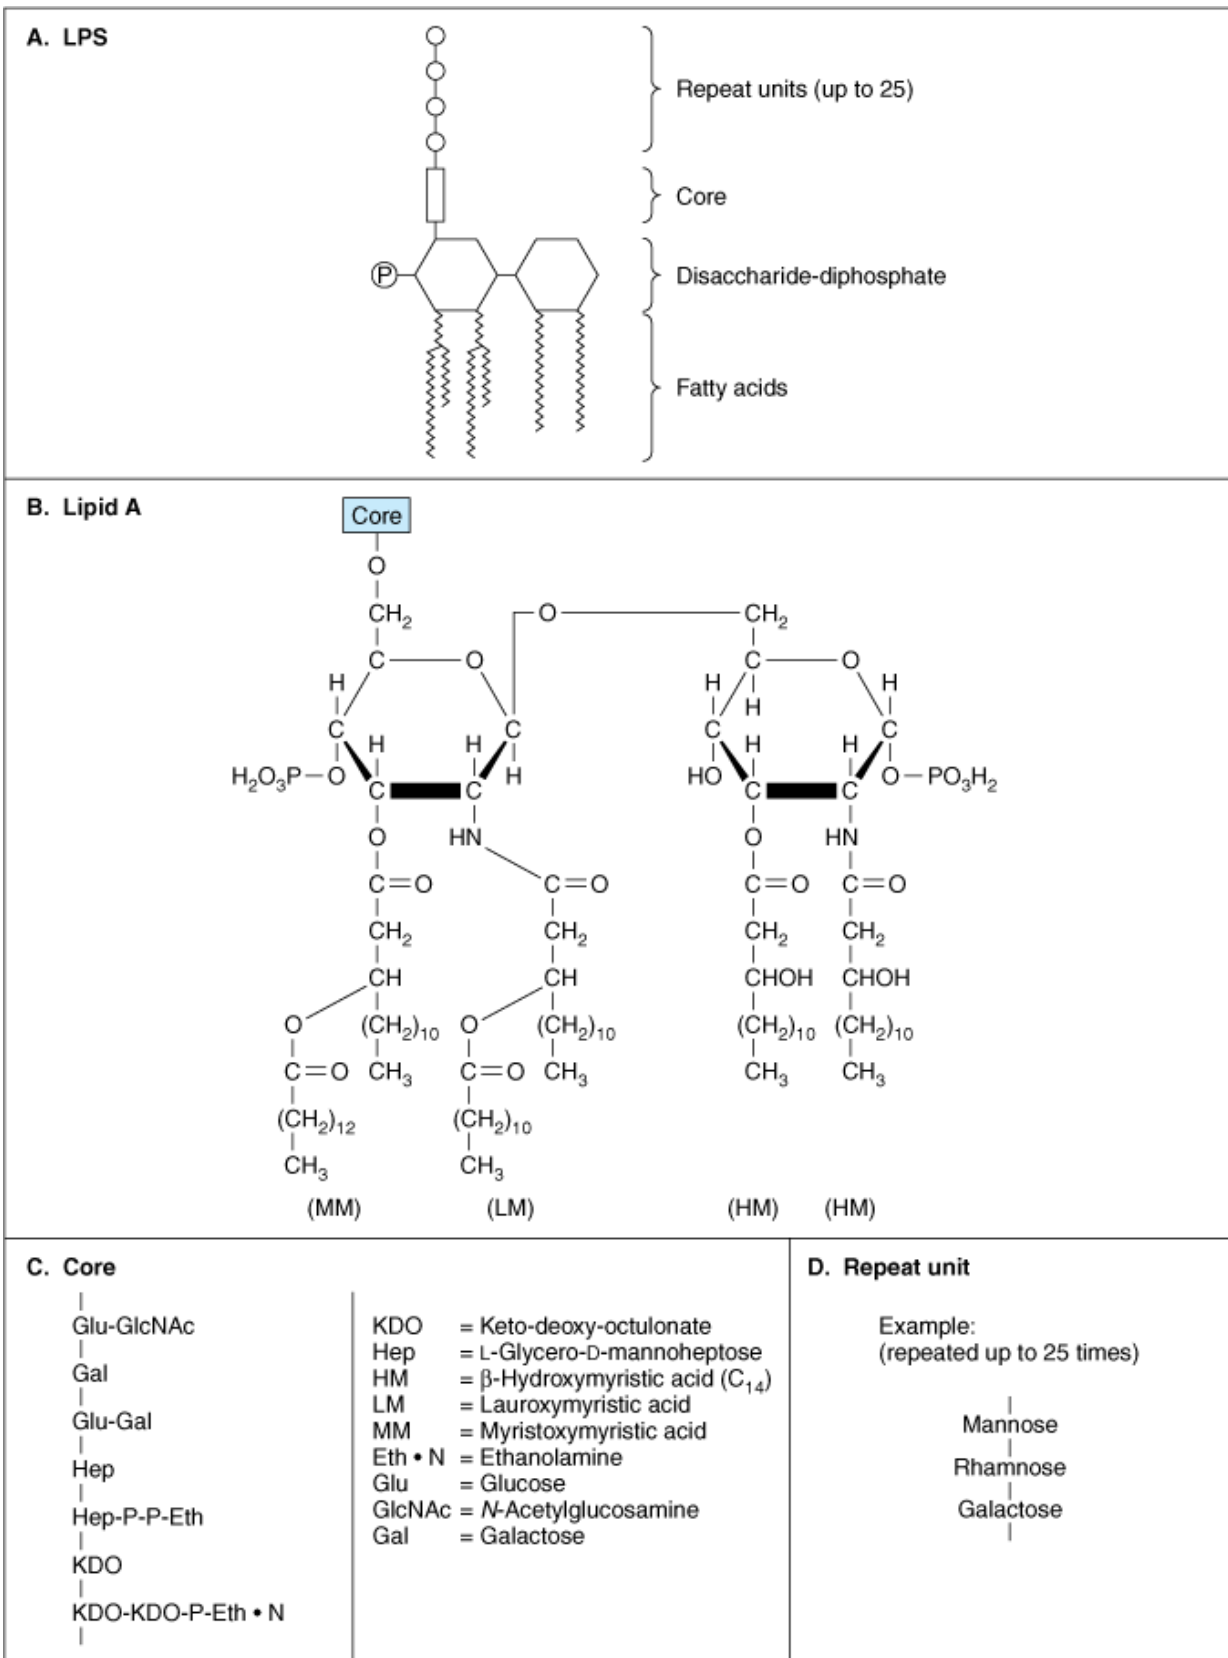 A. LPS
Repeat units (up to 25)
Core
P
Disaccharide-diphosphate
Fatty acids
B. Lipid A
Core
O
CH2 O CH2
C O C O
H H H
H
C C C C
H H H H
H2O3P–O H HO O–PO3H2
C C C C
O HN O HN
C=O C=O C=O C=O
CH2 CH2 CH2 CH2
CH CH CHOH CHOH
O (CH2)10 O (CH2)10 (CH2)10 (CH2)10
C=O CH3 C=O CH3 CH3 CH3
(CH2)12 (CH2)10
CH3 CH3
(MM) (LM) (HM) (HM)
C. Core
Glu-GlcNAc
Gal
Glu-Gal
Hep
Hep-P-P-Eth
KDO
KDO-KDO-P-Eth • N
KDO = Keto-deoxy-octulonate
Hep = L-Glycero-D-mannoheptose
HM = β-Hydroxymyristic acid (C14)
LM = Lauroxymyristic acid
MM = Myristoxymyristic acid
Eth • N = Ethanolamine
Glu = Glucose
GlcNAc = N-Acetylglucosamine
Gal = Galactose
D. Repeat unit
Example:
(repeated up to 25 times)
Mannose
Rhamnose
Galactose